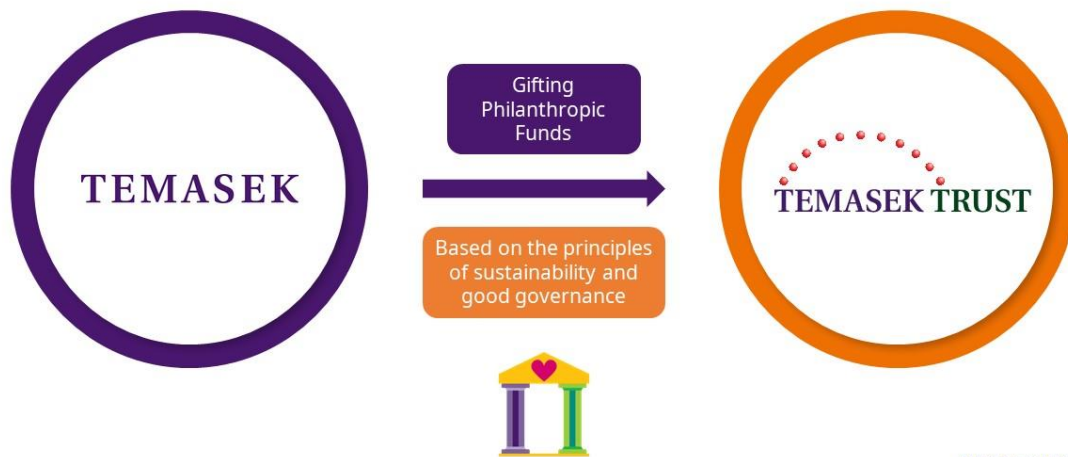 TEMASEK
Gifting
Philanthropic
Funds
Based on the principles
of sustainability and
good governance
TEMASEK TRUST